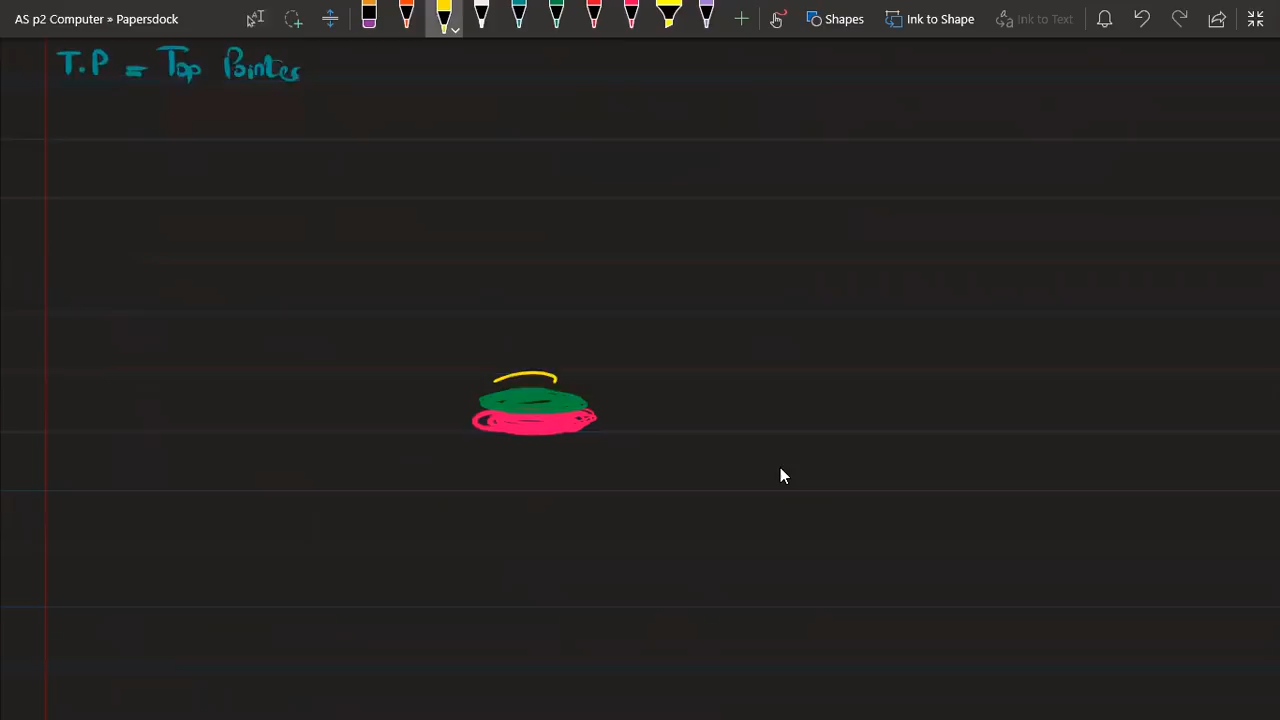 AS p2 Computer » Papersdock
Shapes
Ink to Shape
Ink to Text
T.P = Top Pointer